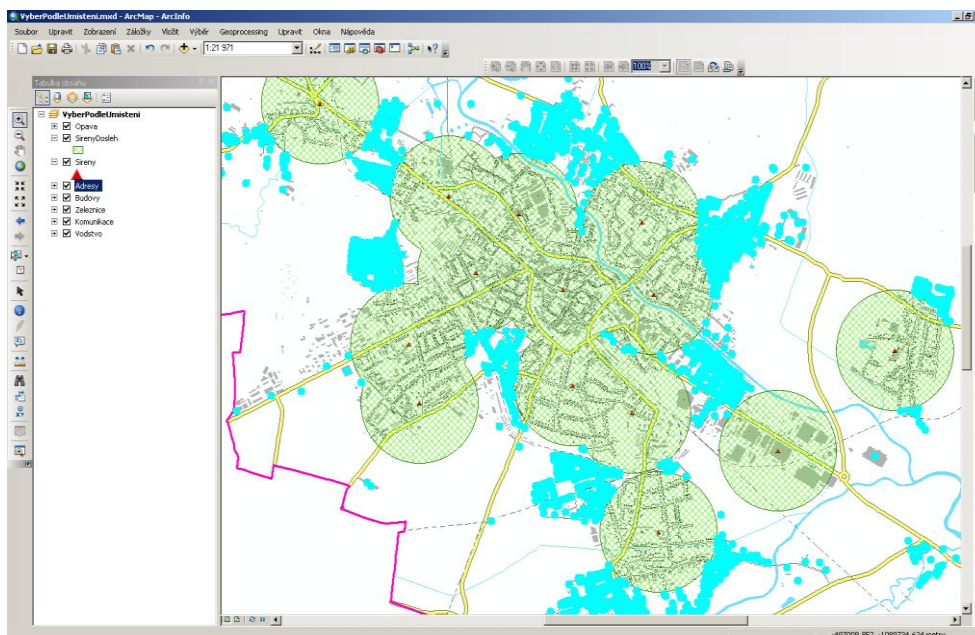 VyberPodleUmisteni.mxd - ArcMap - ArcInfo
Soubor Upravit Zobrazení Záložky Vložit Výběr Geoprocessing Upravit Okna Nápověda
1:21 971
100%
Tabulka obsahu
VyberPodleUmisteni
Opava
SirenyDosleh
Sireny
Adresy
Budovy
Zeleznice
Komunikace
Vodstvo